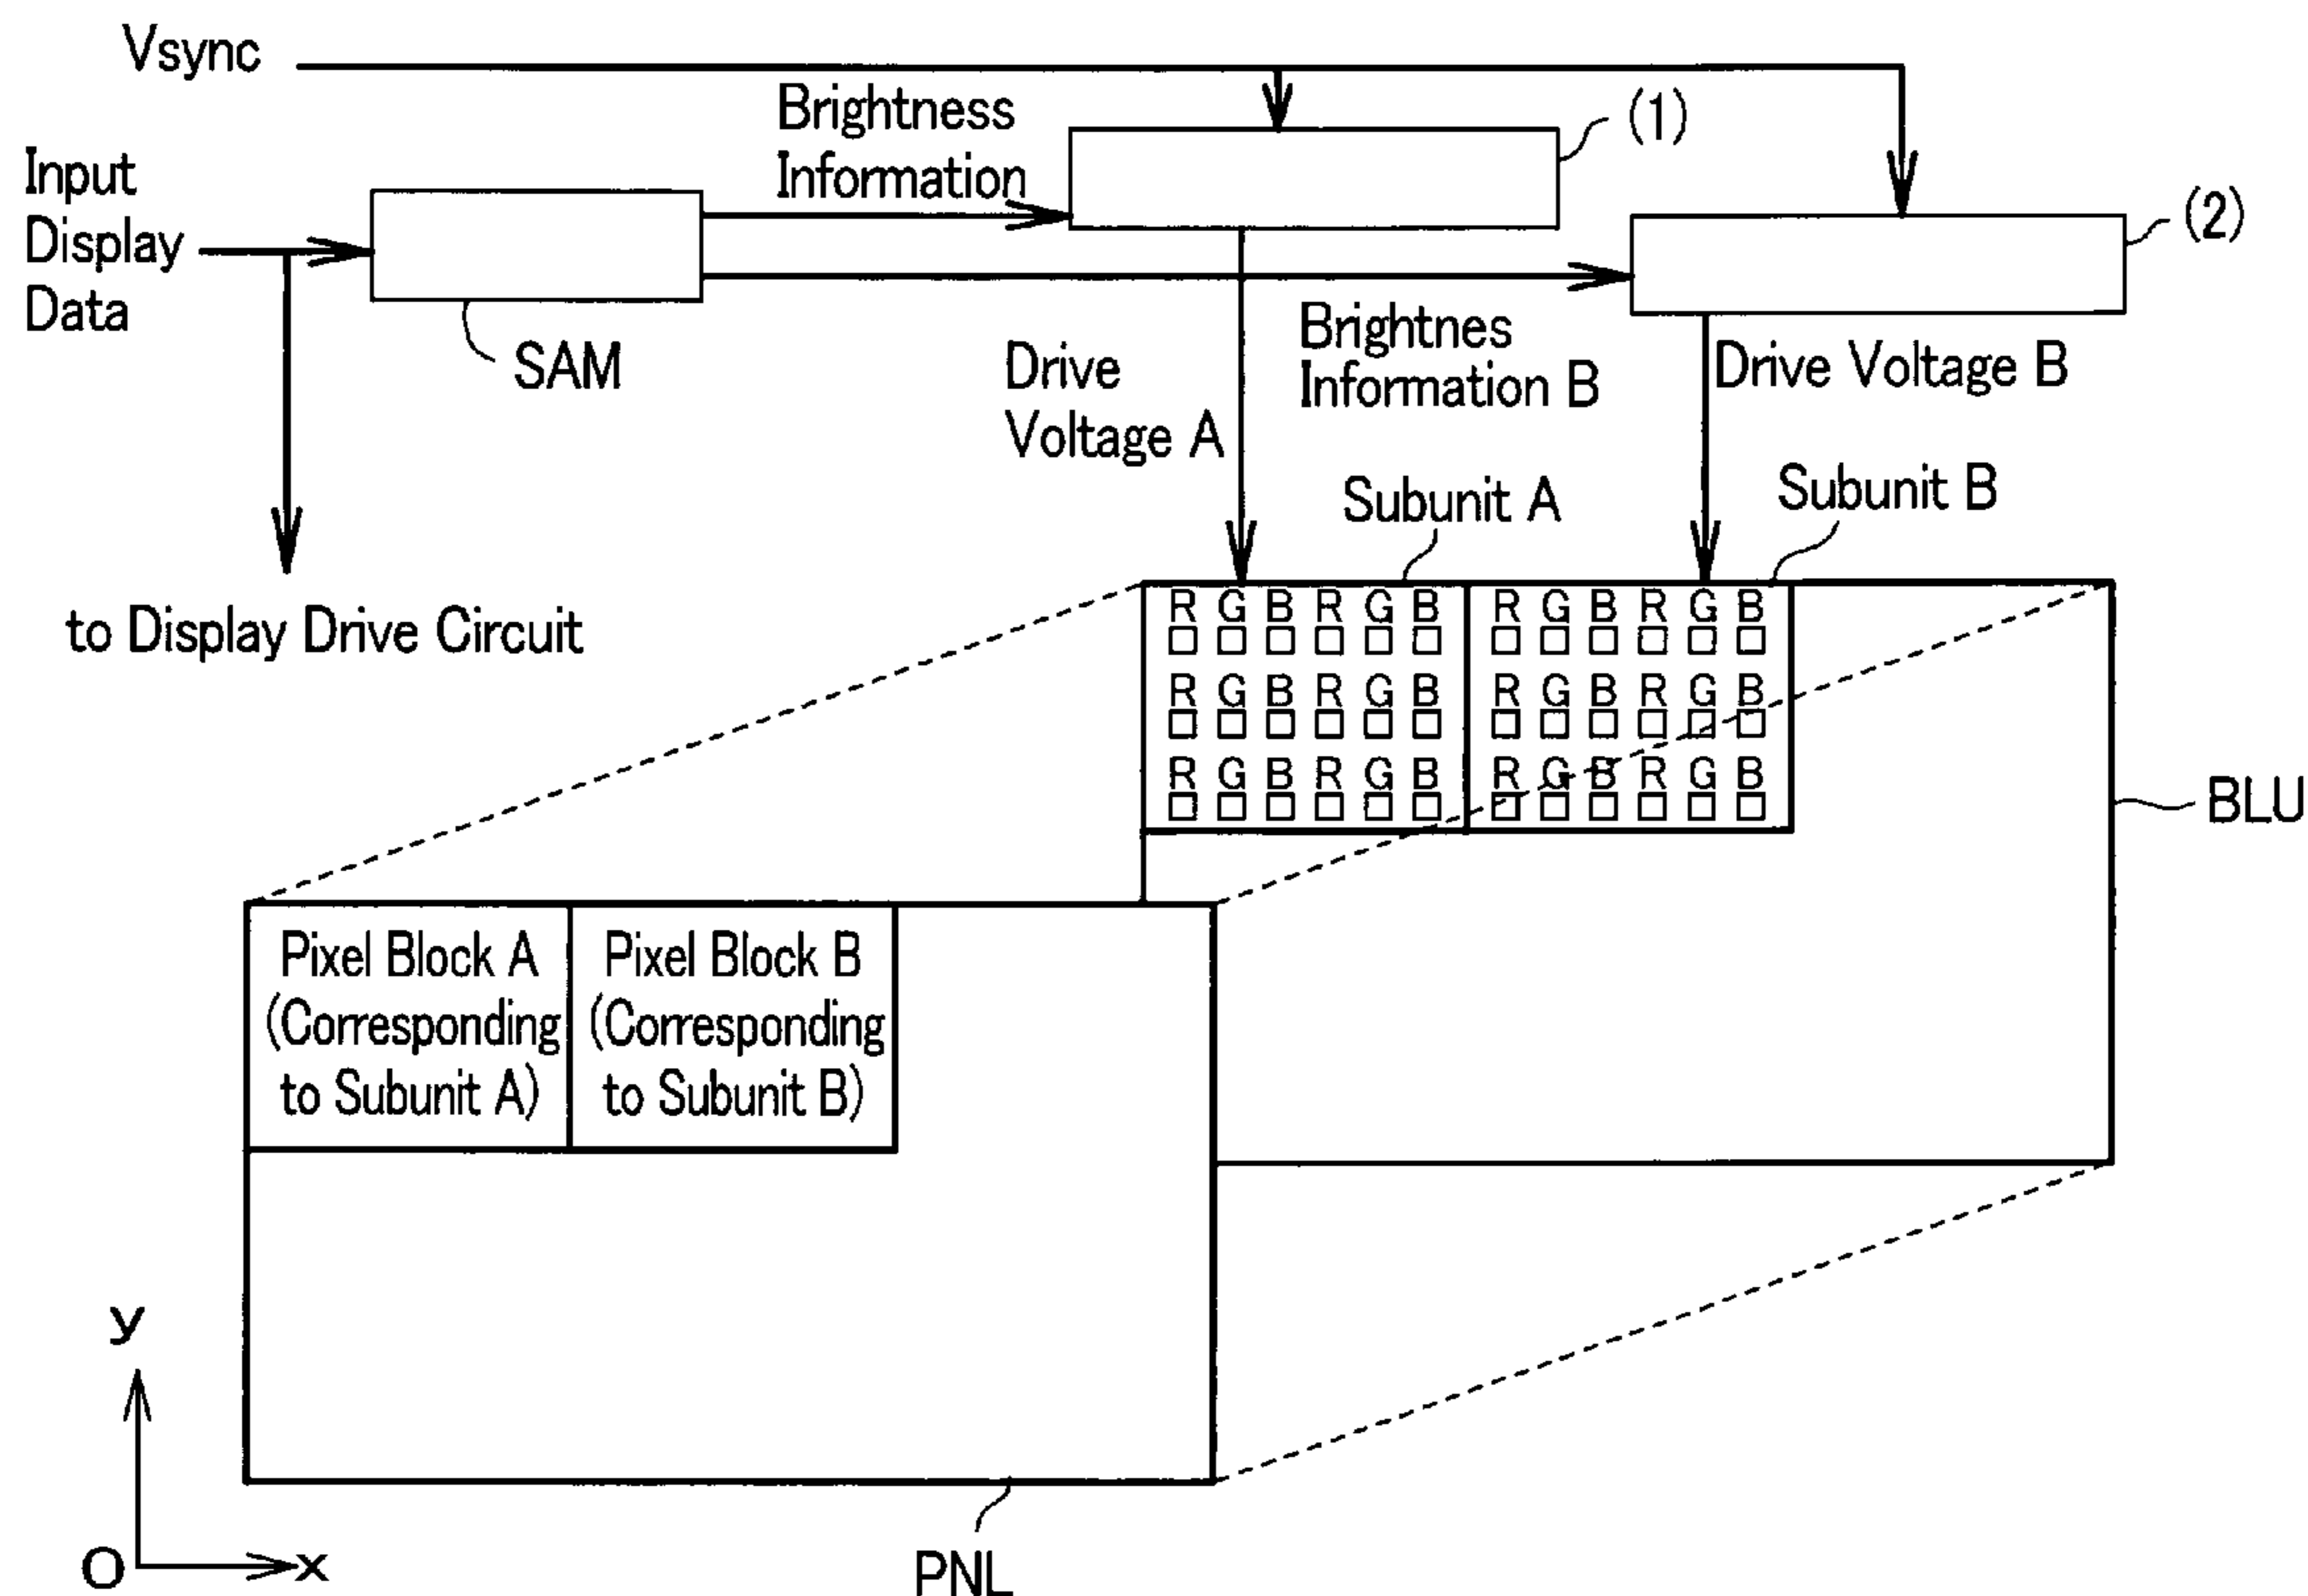 Vsync
Brightness
Information
(1)
Input
Display
Data
(2)
SAM
Drive
Voltage A
Brightnes
Information B
Drive Voltage B
Subunit A
Subunit B
to Display Drive Circuit
R G B R G B R G B R G B
R G B R G B R G B R G B
R G B R G B R G B R G B
BLU
Pixel Block A
(Corresponding
to Subunit A)
Pixel Block B
(Corresponding
to Subunit B)
y
O
x
PNL